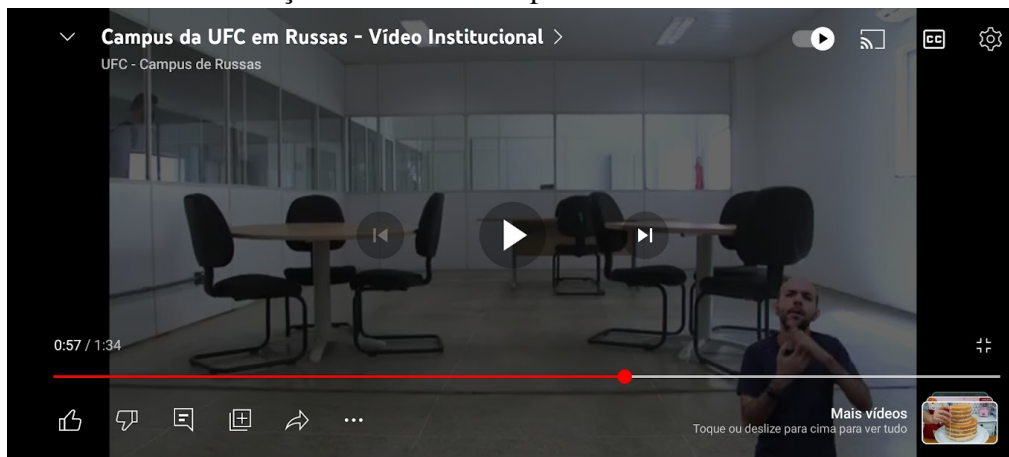 Campus da UFC em Russas - Vídeo Institucional
UFC - Campus de Russas
CC
0:57 / 1:34
Mais vídeos
Toque ou deslize para cima para ver tudo